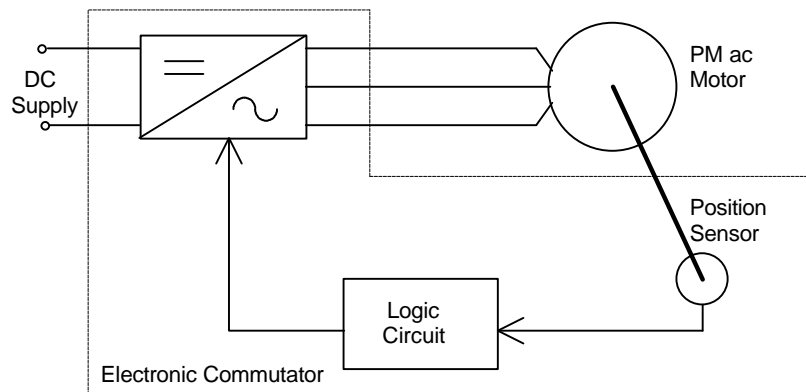 DC
Supply
PM ac
Motor
Position
Sensor
Logic
Circuit
Electronic Commutator